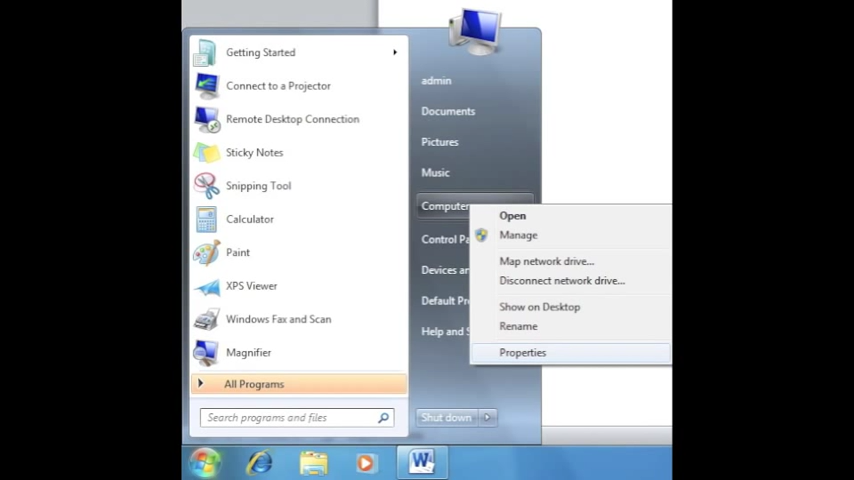 Getting Started
Connect to a Projector
Remote Desktop Connection
Sticky Notes
Snipping Tool
Calculator
Paint
XPS Viewer
Windows Fax and Scan
Magnifier
All Programs
Search programs and files
admin
Documents
Pictures
Music
Computer
Control Pa
Devices an
Default Pr
Help and S
Shut down
Open
Manage
Map network drive...
Disconnect network drive...
Show on Desktop
Rename
Properties
W